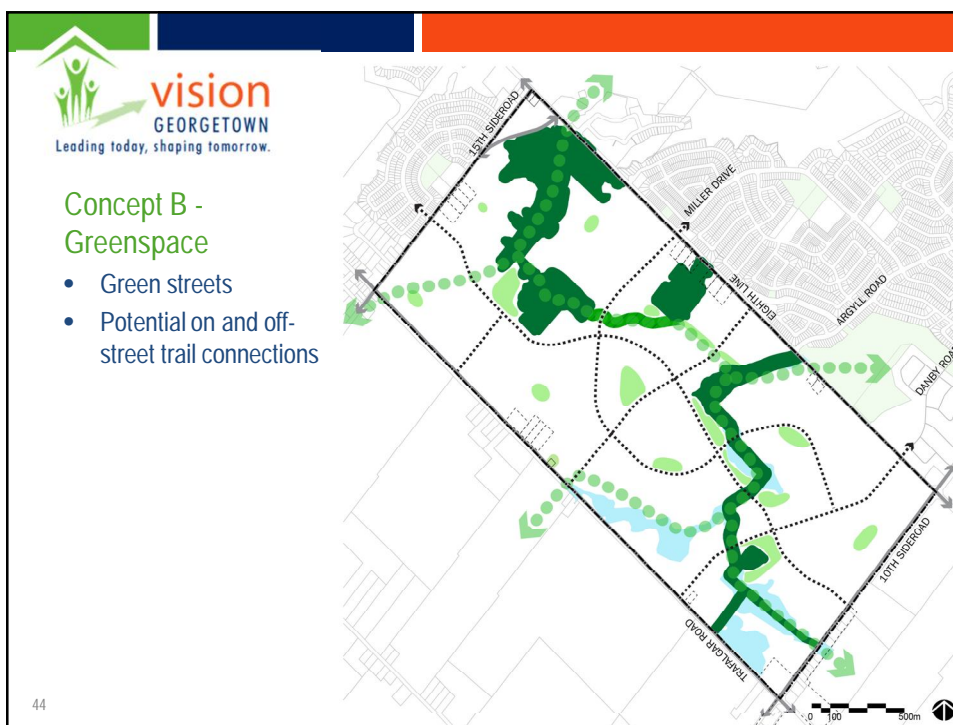 vision
GEORGETOWN
Leading today, shaping tomorrow.
Concept B -
Greenspace
• Green streets
• Potential on and off-
street trail connections
15TH SIDEROAD
MILLER DRIVE
EIGHTH LINE
ARGYLL ROAD
DANBY ROAD
10TH SIDEROAD
TRAFALGAR ROAD
0 100 500m
44